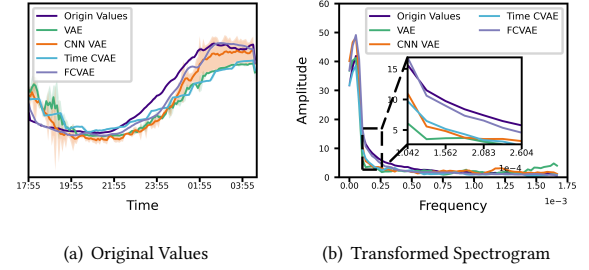 Origin Values
VAE
CNN VAE
Time CVAE
FCVAE
17:55 19:55 21:55 23:55 01:55 03:55
Time
(a) Original Values
60
50
40
30
20
10
0
Amplitude
Origin Values
VAE
CNN VAE
Time CVAE
FCVAE
15
10
5
1.042 1.562 2.083 2.604
1e−4
0.00 0.25 0.50 0.75 1.00 1.25 1.50 1.75
Frequency
1e−3
(b) Transformed Spectrogram